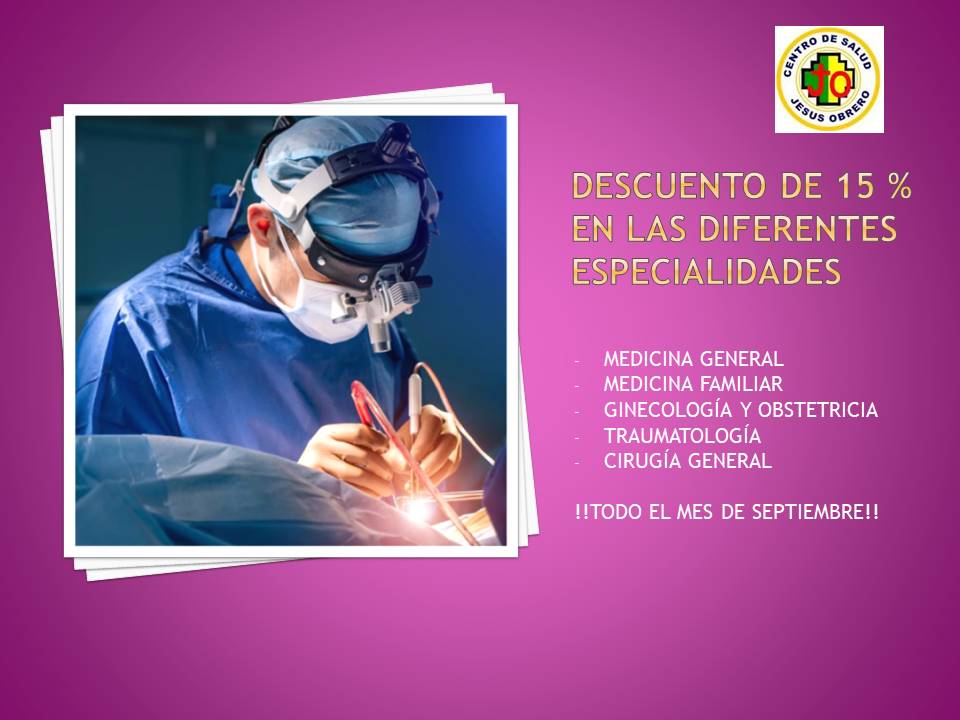 CENTRO DE SALUD
JO
JESUS OBRERO
DESCUENTO DE 15 %
EN LAS DIFERENTES
ESPECIALIDADES
- MEDICINA GENERAL
- MEDICINA FAMILIAR
- GINECOLOGÍA Y OBSTETRICIA
- TRAUMATOLOGÍA
- CIRUGÍA GENERAL
!!TODO EL MES DE SEPTIEMBRE!!